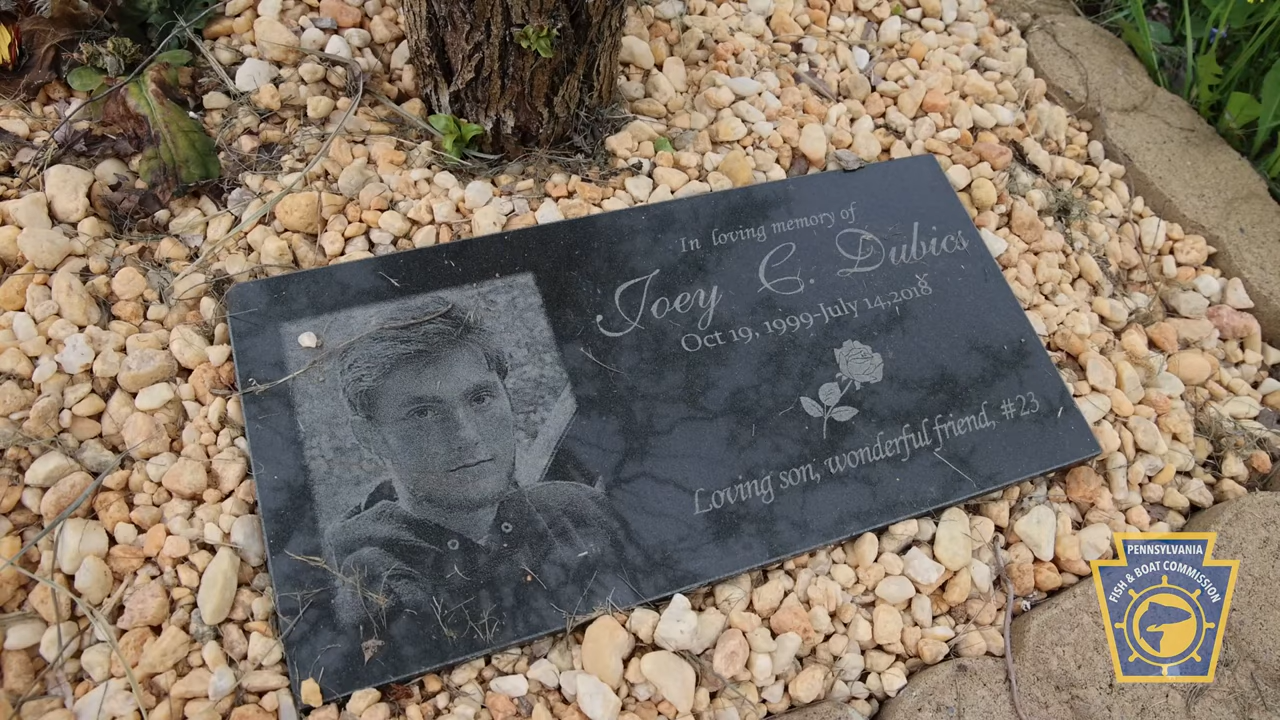 In loving memory of
Joey C. Dubics
Oct 19, 1999-July 14,2018
Loving son, wonderful friend, #23
PENNSYLVANIA
FISH & BOAT COMMISSION